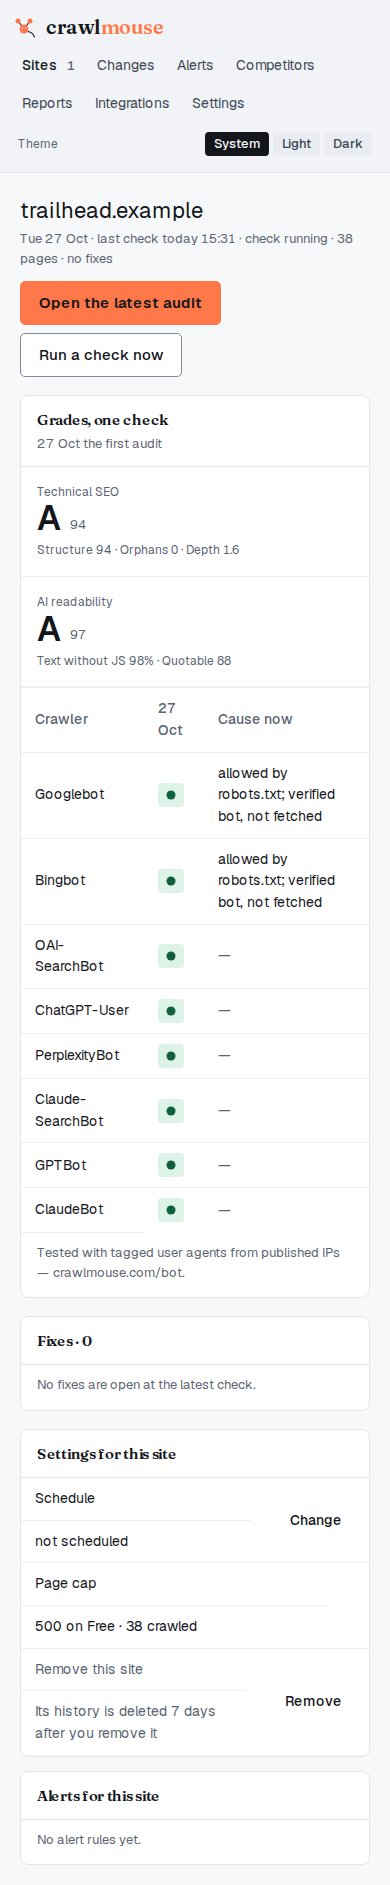 crawlmouse
Sites 1 Changes Alerts Competitors
Reports Integrations Settings
Theme System Light Dark
trailhead.example
Tue 27 Oct · last check today 15:31 · check running · 38
pages · no fixes
Open the latest audit
Run a check now
Grades, one check
27 Oct the first audit
Technical SEO
A 94
Structure 94 · Orphans 0 · Depth 1.6
AI readability
A 97
Text without JS 98% · Quotable 88
Crawler 27 Oct Cause now
Googlebot allowed by
robots.txt; verified
bot, not fetched
Bingbot allowed by
robots.txt; verified
bot, not fetched
OAI-
SearchBot —
ChatGPT-User —
PerplexityBot —
Claude-
SearchBot —
GPTBot —
ClaudeBot —
Tested with tagged user agents from published IPs
— crawlmouse.com/bot.
Fixes · 0
No fixes are open at the latest check.
Settings for this site
Schedule
not scheduled
Change
Page cap
500 on Free · 38 crawled
Remove this site
Its history is deleted 7 days
after you remove it
Remove
Alerts for this site
No alert rules yet.